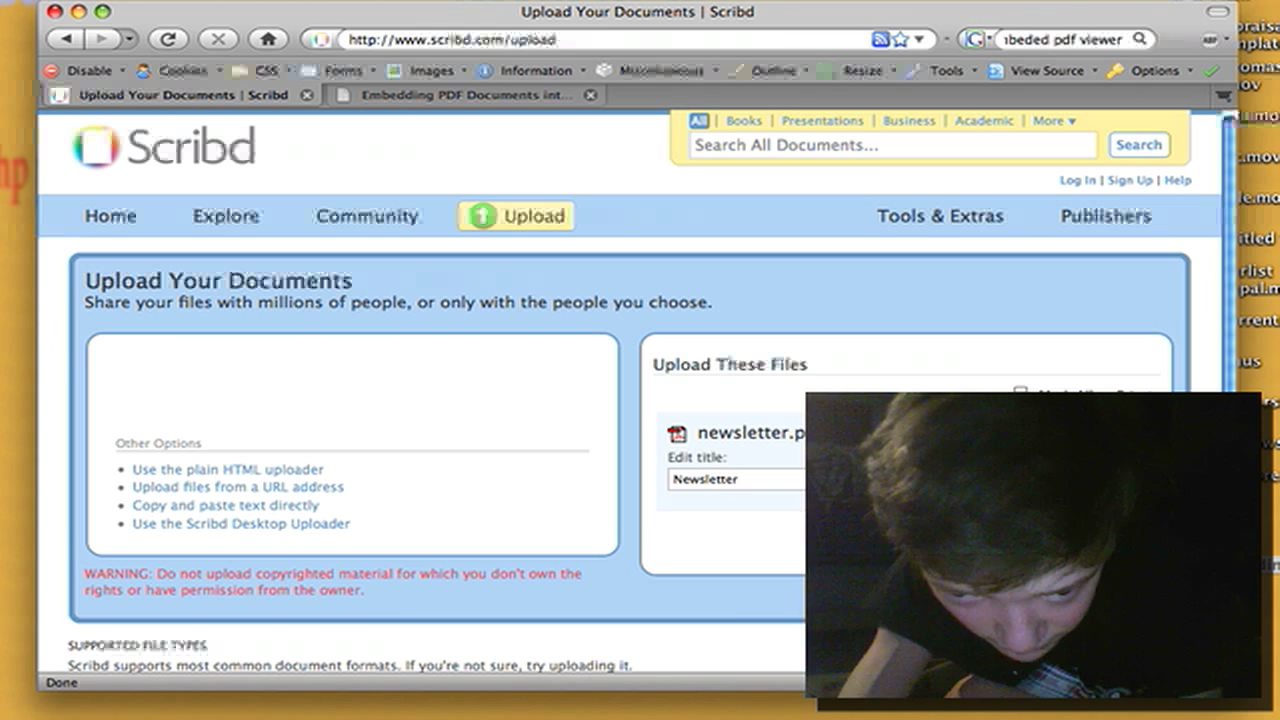 Upload Your Documents | Scribd
http://www.scribd.com/upload
beded pdf viewer
Disable Cookies CSS Forms Images Information Miscellaneous Outline Resize Tools View Source Options
Upload Your Documents | Scribd
Embedding PDF Documents int...
Scribd
All | Books | Presentations | Business | Academic | More
Search All Documents...
Search
Log In | Sign Up | Help
hp
Home Explore Community Upload Tools & Extras Publishers
Upload Your Documents
Share your files with millions of people, or only with the people you choose.
Upload These Files
newsletter.p
Edit title:
Newsletter
Other Options
• Use the plain HTML uploader
• Upload files from a URL address
• Copy and paste text directly
• Use the Scribd Desktop Uploader
WARNING: Do not upload copyrighted material for which you don't own the
rights or have permission from the owner.
SUPPORTED FILE TYPES
Scribd supports most common document formats. If you're not sure, try uploading it.
Done